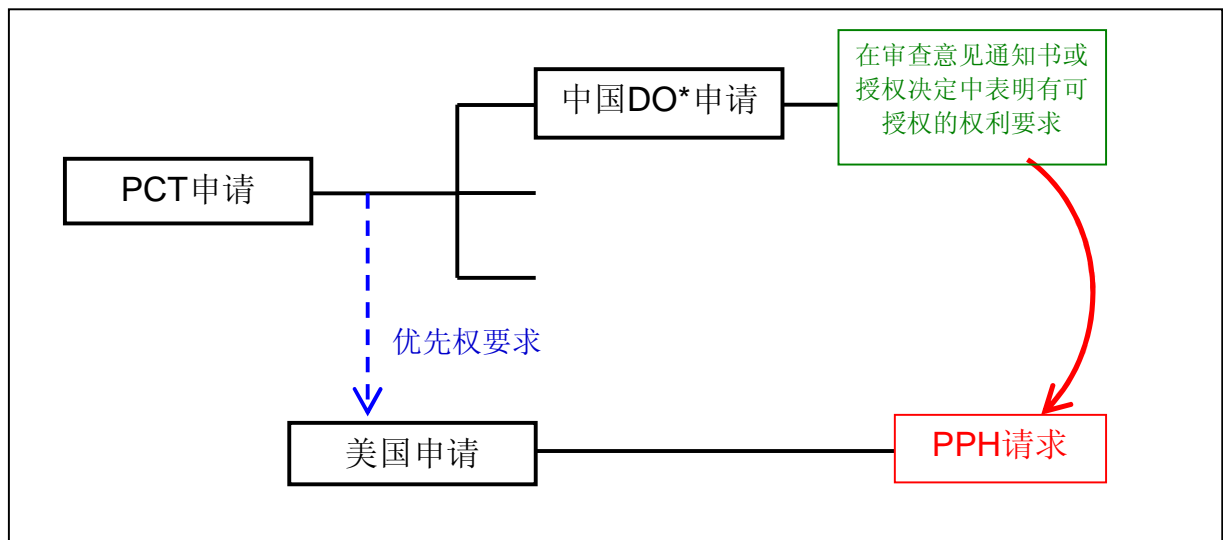 中国DO*申请
在审查意见通知书或
授权决定中表明有可
授权的权利要求
PCT申请
优先权要求
美国申请
PPH请求